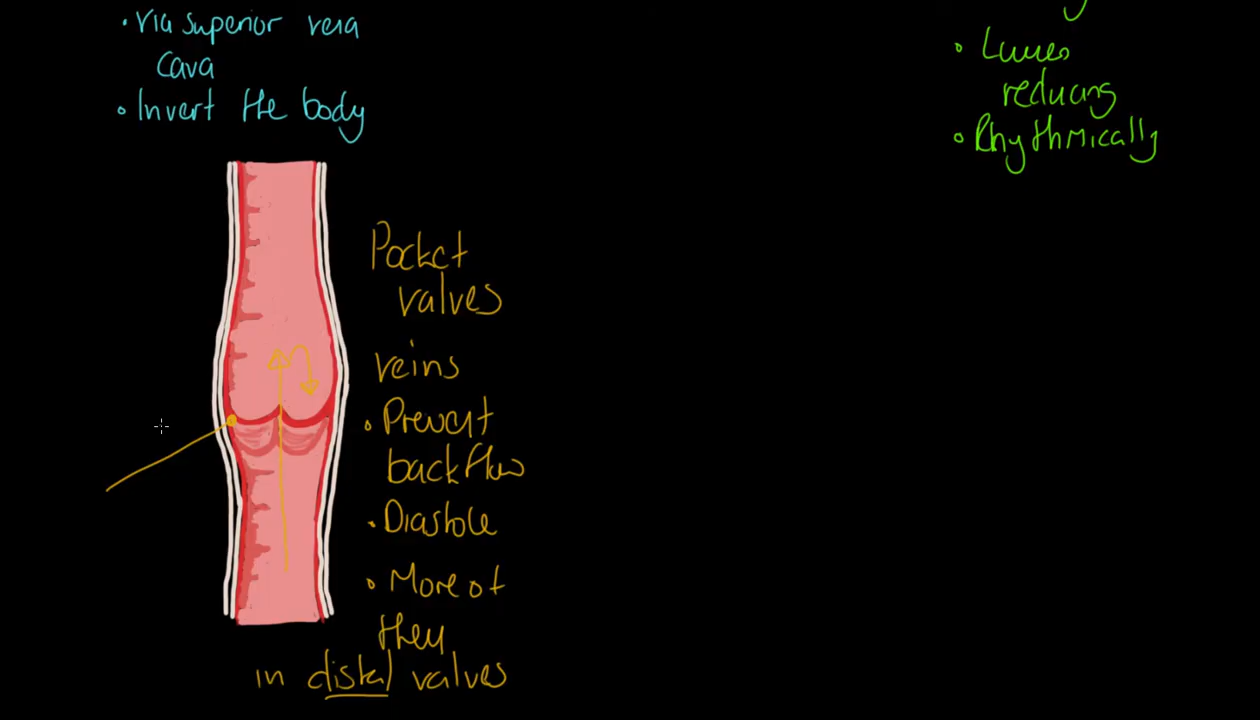 • Via superior vena
cava
• Invert the body
Pocket
valves
veins
• Prevent
backflow
• Diastole
• More of
them
in distal valves
• Lumen
reducing
• Rhythmically